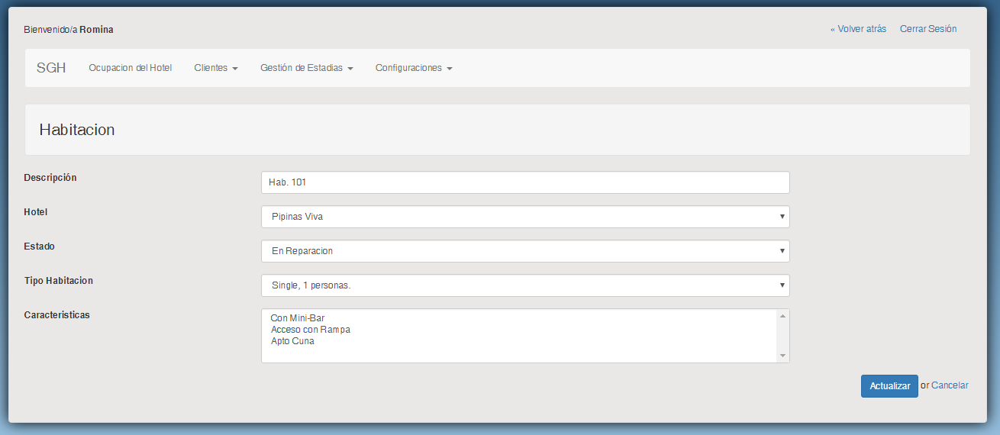 Bienvenido/a Romina
« Volver atrás Cerrar Sesión
SGH Ocupacion del Hotel Clientes Gestión de Estadias Configuraciones
Habitacion
Descripción Hab. 101
Hotel Pipinas Viva
Estado En Reparacion
Tipo Habitacion Single, 1 personas.
Caracteristicas Con Mini-Bar
Acceso con Rampa
Apto Cuna
Actualizar or Cancelar